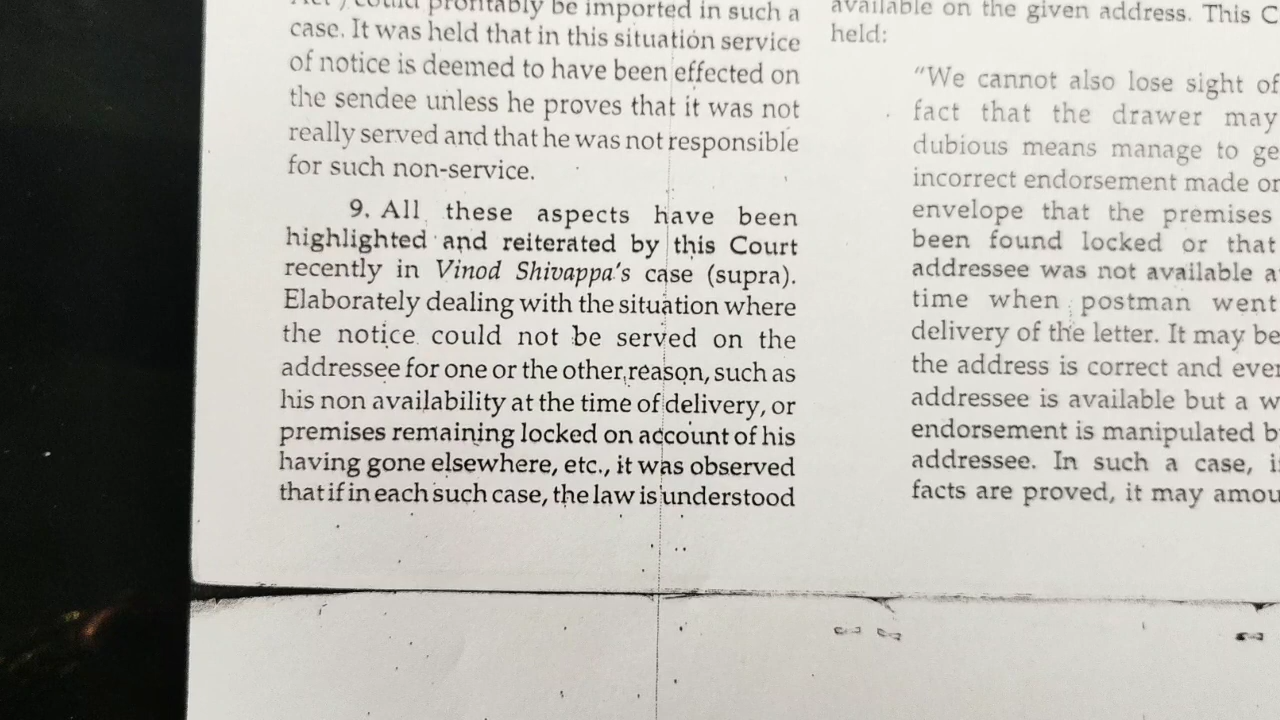 Act') could profitably be imported in such a
case. It was held that in this situation service
of notice is deemed to have been effected on
the sendee unless he proves that it was not
really served and that he was not responsible
for such non-service.
9. All these aspects have been
highlighted and reiterated by this Court
recently in Vinod Shivappa's case (supra).
Elaborately dealing with the situation where
the notice could not be served on the
addressee for one or the other reason, such as
his non availability at the time of delivery, or
premises remaining locked on account of his
having gone elsewhere, etc., it was observed
that if in each such case, the law is understood
available on the given address. This C
held:
"We cannot also lose sight of
fact that the drawer may
dubious means manage to ge
incorrect endorsement made or
envelope that the premises
been found locked or that
addressee was not available a
time when postman went
delivery of the letter. It may be
the address is correct and ever
addressee is available but a w
endorsement is manipulated b
addressee. In such a case, i
facts are proved, it may amou